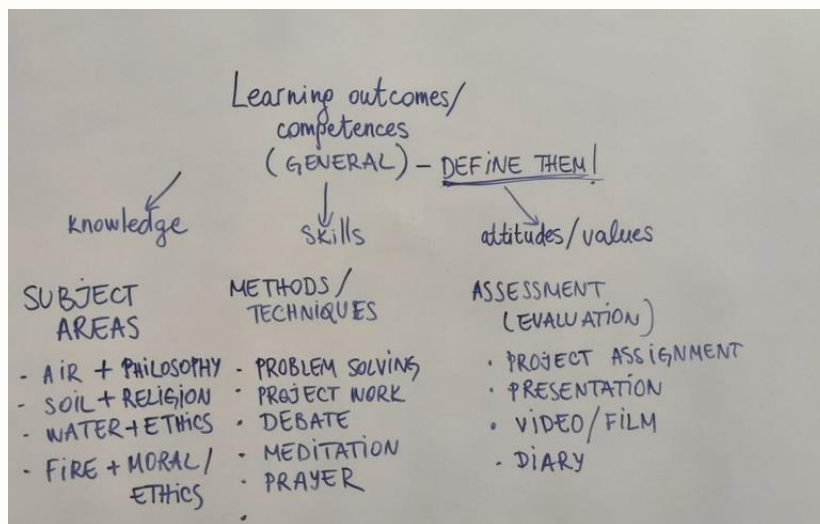 Learning outcomes/
competences
(GENERAL) - DEFINE THEM!
knowledge
skills
attitudes/values
SUBJECT
AREAS
- AIR + PHILOSOPHY
- SOIL + RELIGION
- WATER + ETHICS
- FIRE + MORAL/
ETHICS
METHODS/
TECHNIQUES
- PROBLEM SOLVING
• PROJECT WORK
• DEBATE
• MEDITATION
• PRAYER
•
ASSESSMENT
(EVALUATION)
• PROJECT ASSIGNMENT
• PRESENTATION
• VIDEO/FILM
• DIARY